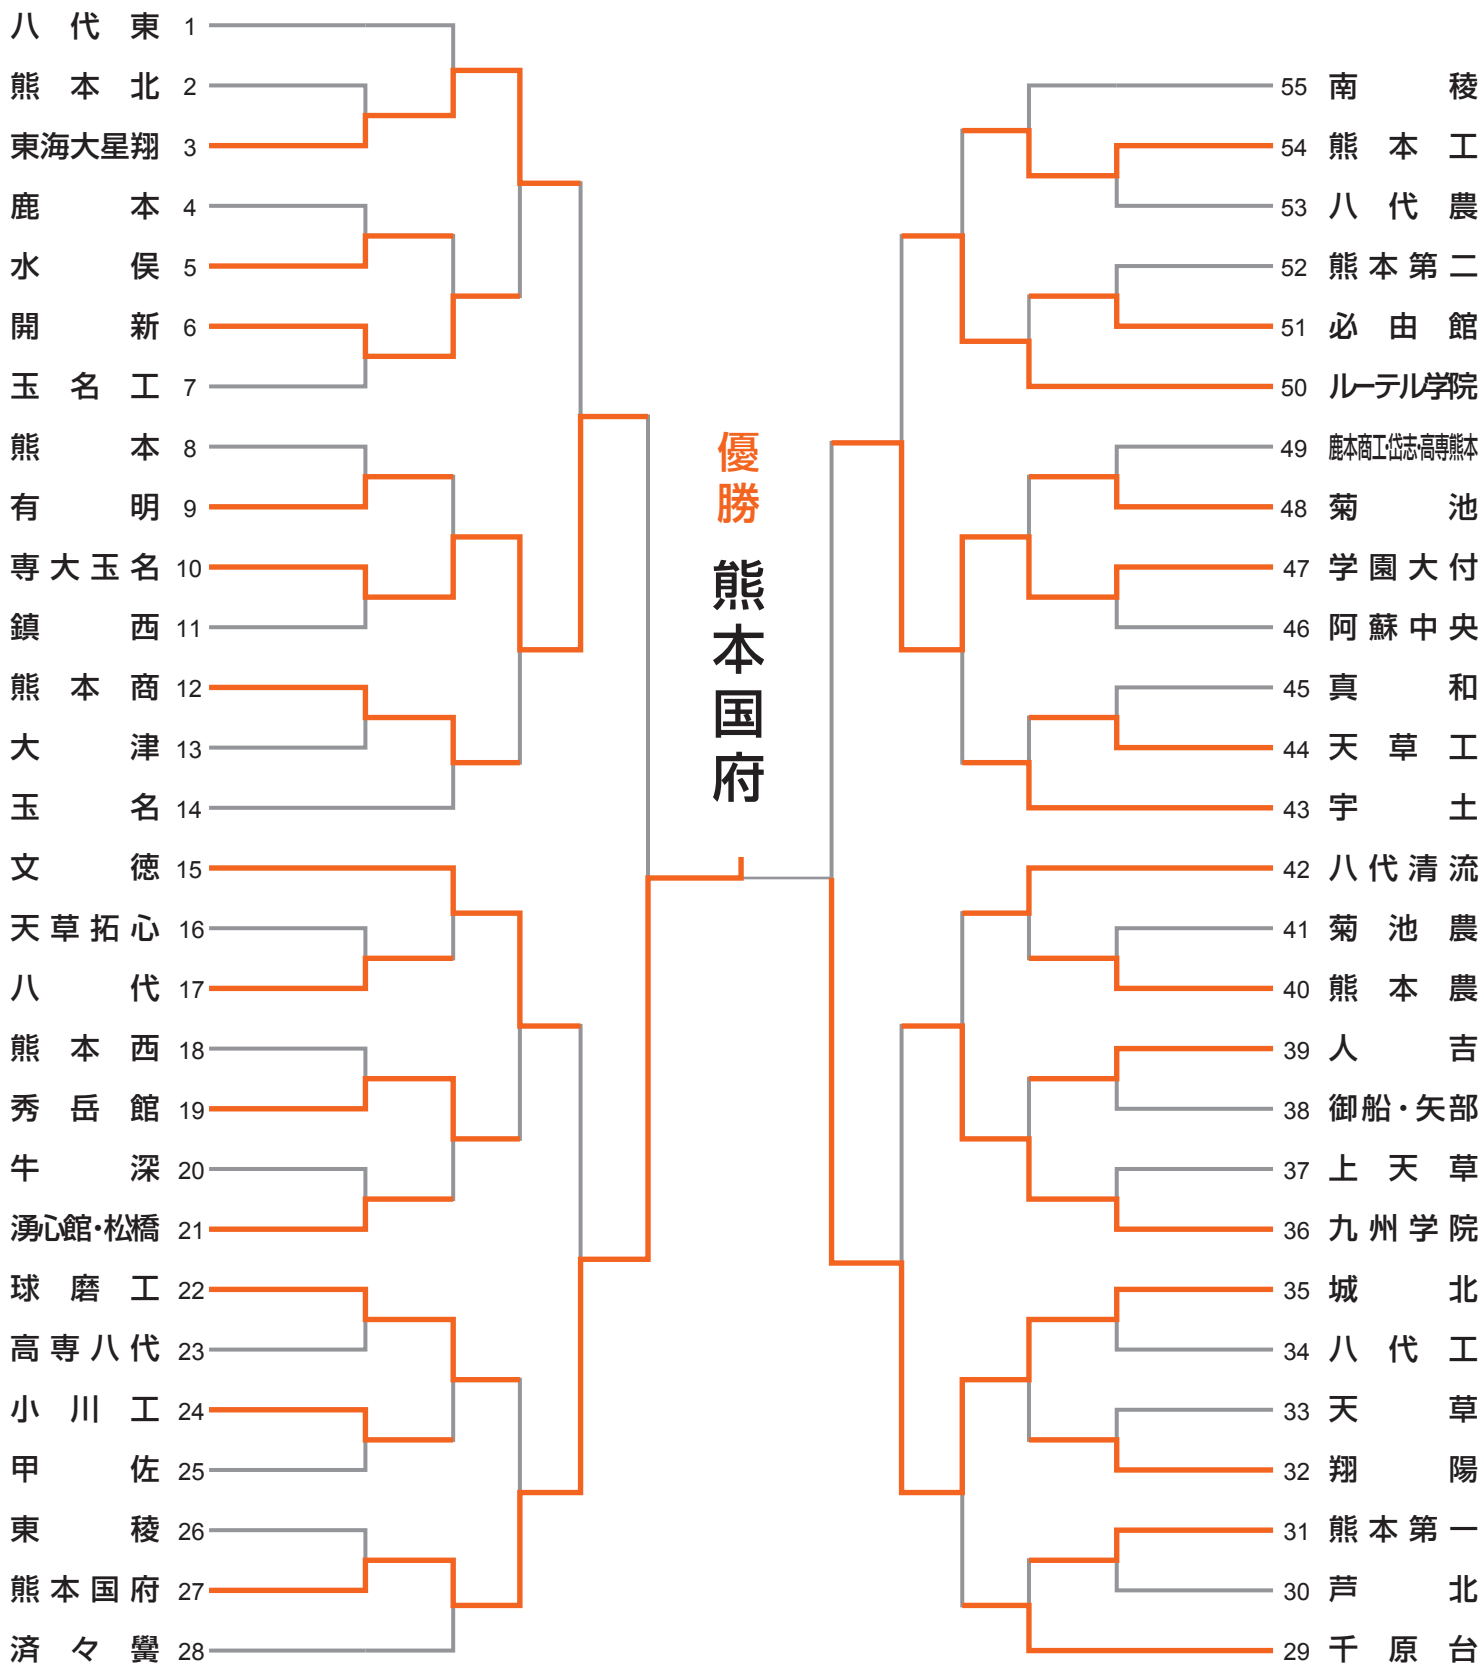 八代東 1
熊本北 2
東海大星翔 3
鹿本 4
水俣 5
開新 6
玉名工 7
熊本 8
有明 9
専大玉名 10
鎮西 11
熊本商 12
大津 13
玉名 14
文徳 15
天草拓心 16
八代 17
熊本西 18
秀岳館 19
牛深 20
湧心館・松橋 21
球磨工 22
高専八代 23
小川工 24
甲佐 25
東稜 26
熊本国府 27
済々黌 28
優勝
熊本国府
55 南稜
54 熊本工
53 八代農
52 熊本第二
51 必由館
50 ルーテル学院
49 鹿本商工・岱志・高専熊本
48 菊池
47 学園大付
46 阿蘇中央
45 真和
44 天草工
43 宇土
42 八代清流
41 菊池農
40 熊本農
39 人吉
38 御船・矢部
37 上天草
36 九州学院
35 城北
34 八代工
33 天草
32 翔陽
31 熊本第一
30 芦北
29 千原台